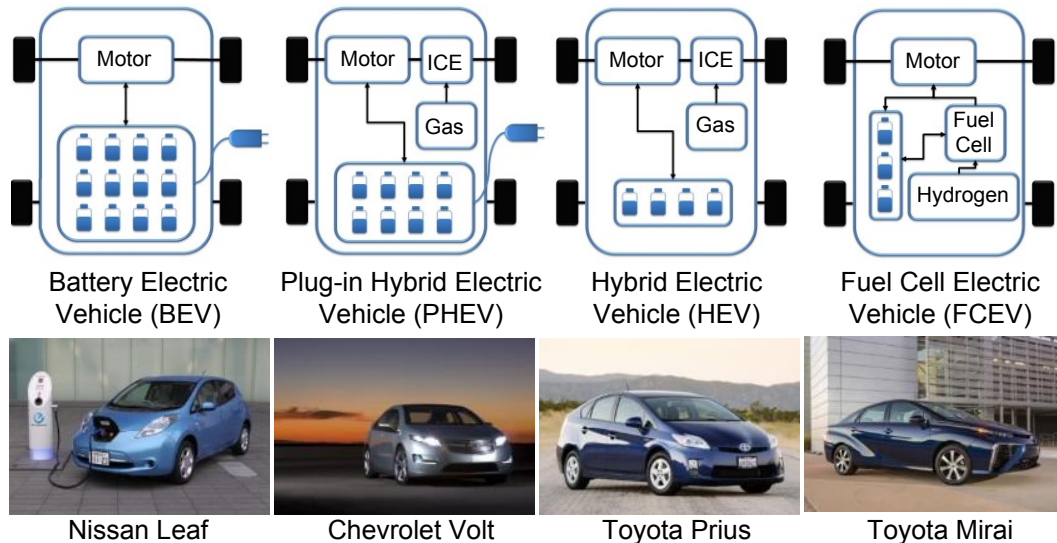 Motor
Motor
ICE
Gas
Motor
ICE
Gas
Motor
Fuel
Cell
Hydrogen
Battery Electric
Vehicle (BEV)
Plug-in Hybrid Electric
Vehicle (PHEV)
Hybrid Electric
Vehicle (HEV)
Fuel Cell Electric
Vehicle (FCEV)
Nissan Leaf
Chevrolet Volt
Toyota Prius
Toyota Mirai